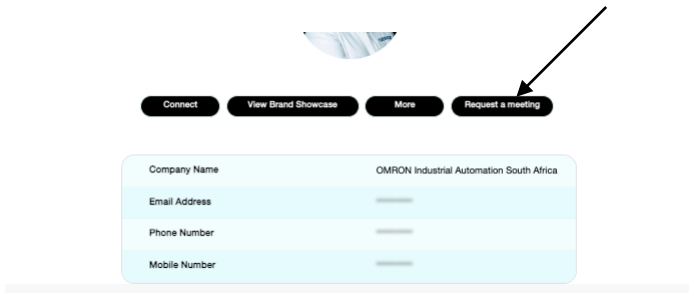 Connect View Brand Showcase More Request a meeting
Company Name OMRON Industrial Automation South Africa
Email Address
Phone Number
Mobile Number